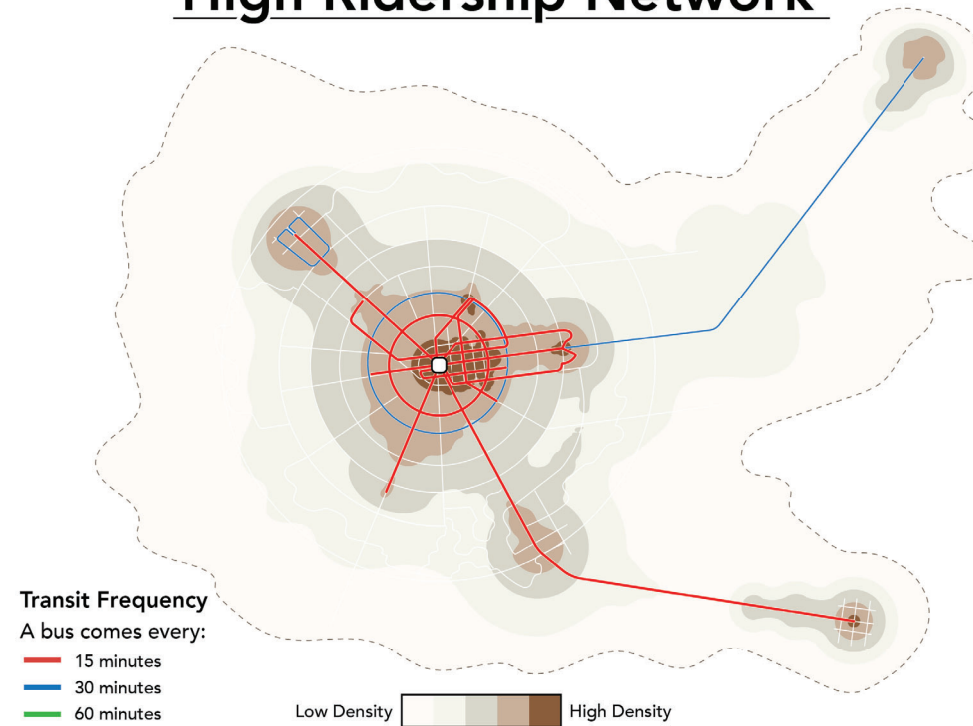 High Ridership Network
Transit Frequency
A bus comes every:
15 minutes
30 minutes
60 minutes
Low Density
High Density